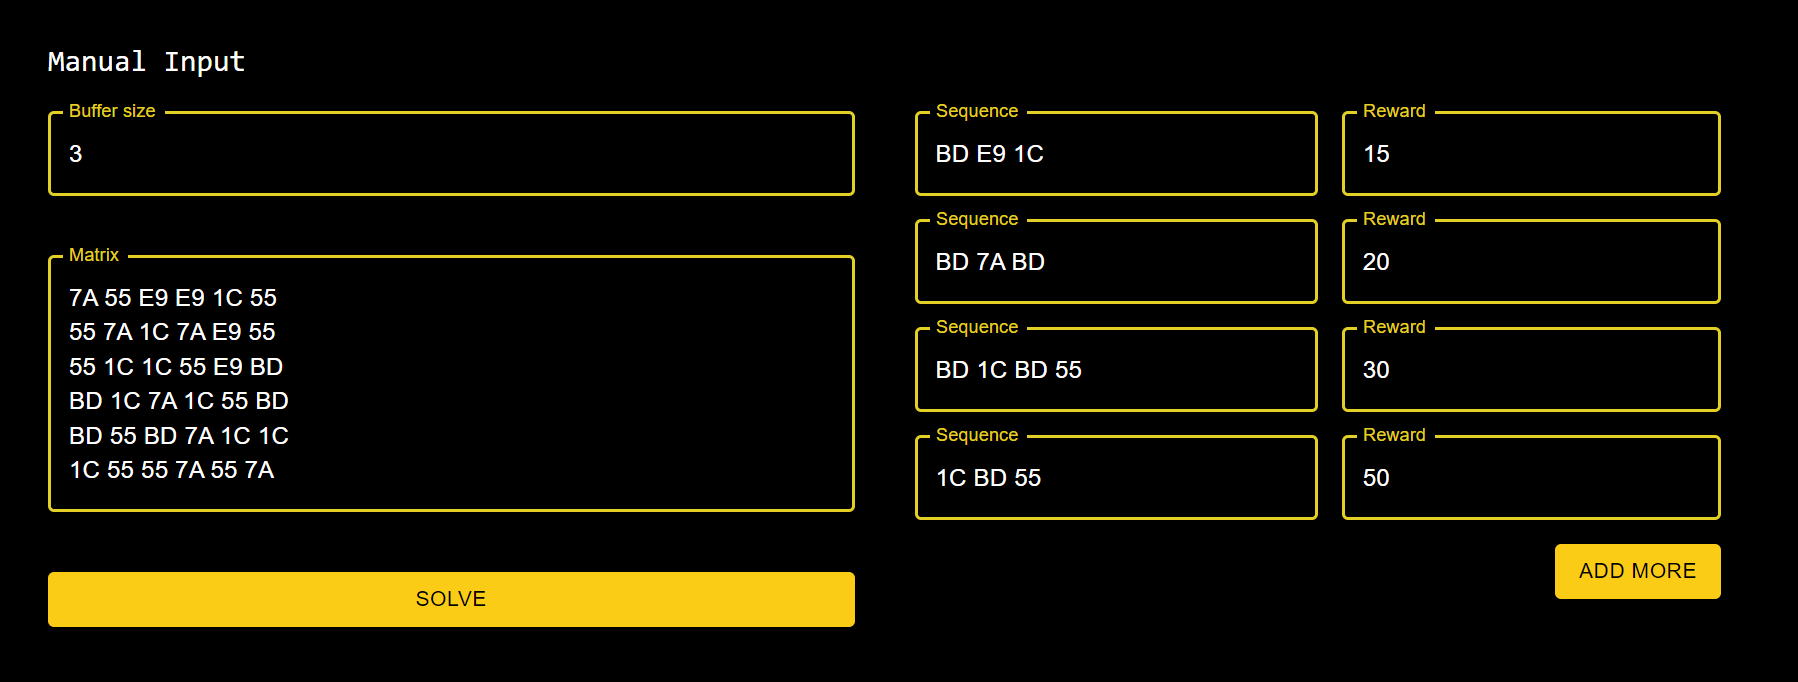 Manual Input
Buffer size
3
Matrix
7A 55 E9 E9 1C 55
55 7A 1C 7A E9 55
55 1C 1C 55 E9 BD
BD 1C 7A 1C 55 BD
BD 55 BD 7A 1C 1C
1C 55 55 7A 55 7A
SOLVE
Sequence
BD E9 1C
Reward
15
Sequence
BD 7A BD
Reward
20
Sequence
BD 1C BD 55
Reward
30
Sequence
1C BD 55
Reward
50
ADD MORE